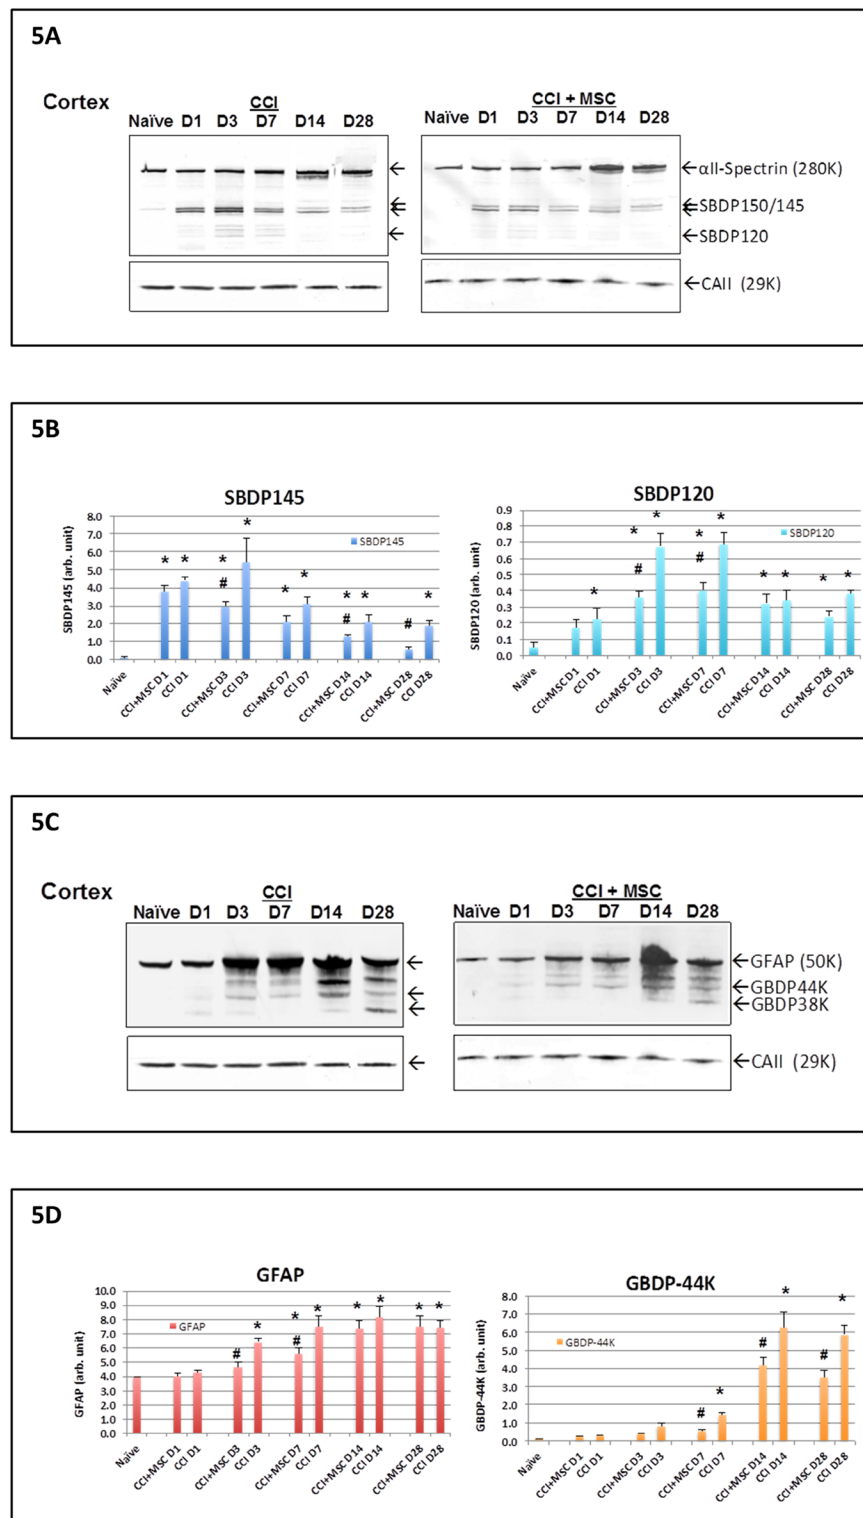 5A
Cortex
CCI
Naïve D1 D3 D7 D14 D28
CCI + MSC
Naïve D1 D3 D7 D14 D28
←αII-Spectrin (280K)
←SBDP150/145
←SBDP120
←CAII (29K)
5B
SBDP145
SBDP145 (arb. unit)
8.0
7.0
6.0
5.0
4.0
3.0
2.0
1.0
0.0
SBDP145
* * * # * * * * # * # *
Naïve
CCI+MSC D1
CCI D1
CCI+MSC D3
CCI D3
CCI+MSC D7
CCI D7
CCI+MSC D14
CCI D14
CCI+MSC D28
CCI D28
SBDP120
SBDP120 (arb. unit)
0.9
0.8
0.7
0.6
0.5
0.4
0.3
0.2
0.1
0
SBDP120
* * # * * # * * * * *
Naïve
CCI+MSC D1
CCI D1
CCI+MSC D3
CCI D3
CCI+MSC D7
CCI D7
CCI+MSC D14
CCI D14
CCI+MSC D28
CCI D28
5C
Cortex
CCI
Naïve D1 D3 D7 D14 D28
CCI + MSC
Naïve D1 D3 D7 D14 D28
←GFAP (50K)
←GBDP44K
←GBDP38K
←CAII (29K)
5D
GFAP
GFAP (arb. unit)
10.0
9.0
8.0
7.0
6.0
5.0
4.0
3.0
2.0
1.0
0.0
GFAP
# * * # * * * * *
Naïve
CCI+MSC D1
CCI D1
CCI+MSC D3
CCI D3
CCI+MSC D7
CCI D7
CCI+MSC D14
CCI D14
CCI+MSC D28
CCI D28
GBDP-44K
GBDP-44K (arb. unit)
8.0
7.0
6.0
5.0
4.0
3.0
2.0
1.0
0.0
GBDP-44K
# * # * # *
Naïve
CCI+MSC D1
CCI D1
CCI+MSC D3
CCI D3
CCI+MSC D7
CCI D7
CCI+MSC D14
CCI D14
CCI+MSC D28
CCI D28